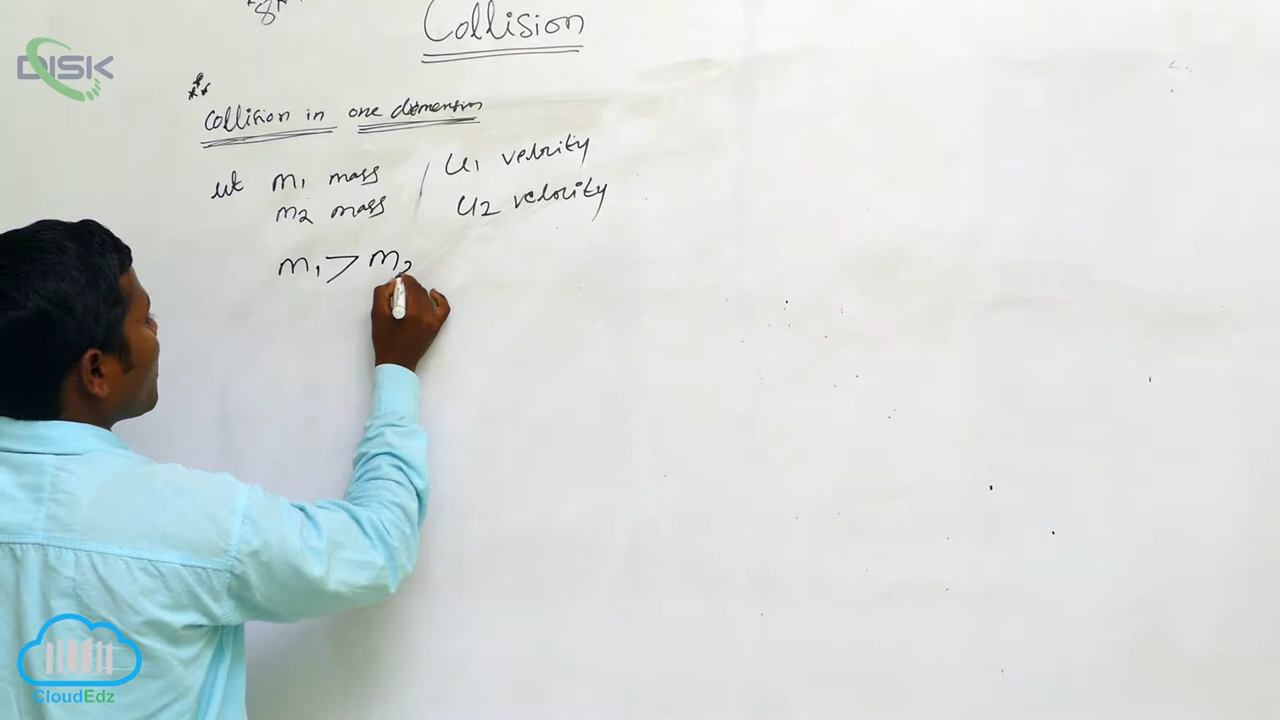 Collision
DISK
Collision in one dimension
let m1 mass / u1 velocity
m2 mass u2 velocity
m1 > m2
CloudEdz